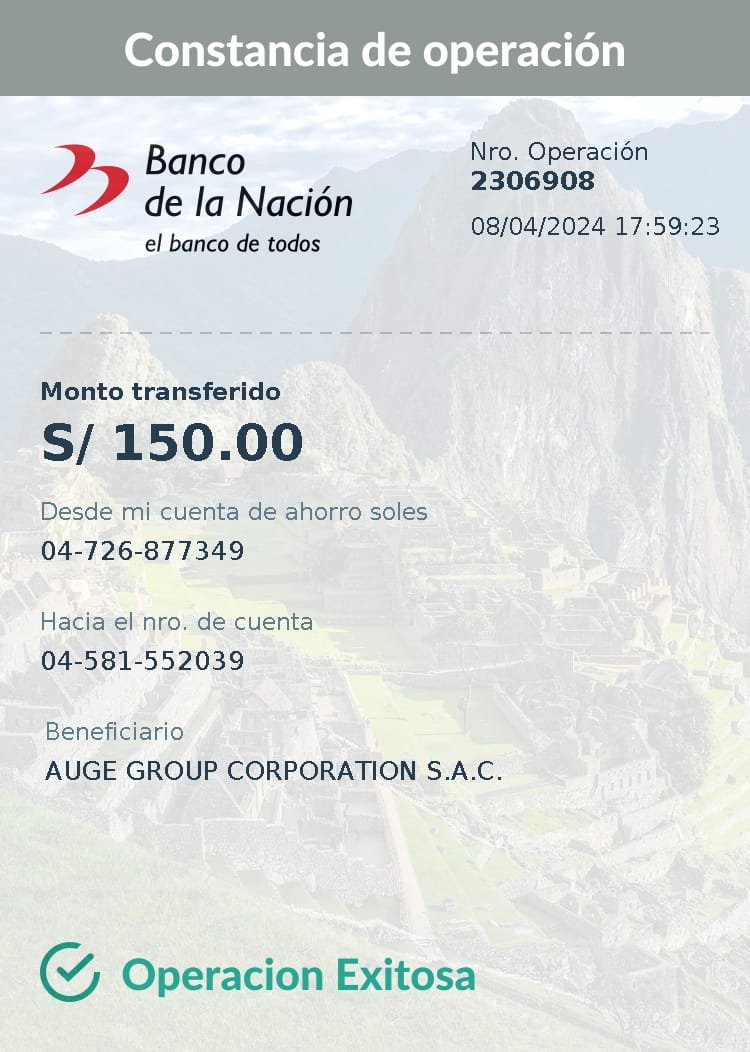 Constancia de operación
Banco
de la Nación
el banco de todos
Nro. Operación
2306908
08/04/2024 17:59:23
Monto transferido
S/ 150.00
Desde mi cuenta de ahorro soles
04-726-877349
Hacia el nro. de cuenta
04-581-552039
Beneficiario
AUGE GROUP CORPORATION S.A.C.
Operacion Exitosa